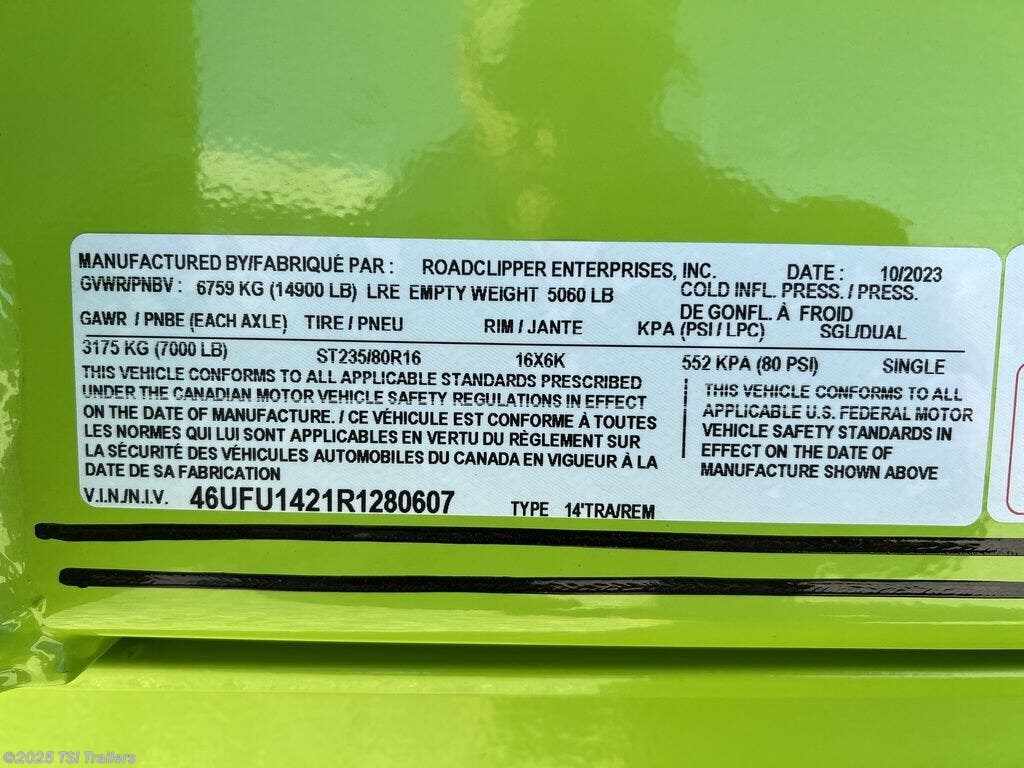 MANUFACTURED BY/FABRIQUÉ PAR : ROADCLIPPER ENTERPRISES, INC. DATE : 10/2023
GVWR/PNBV : 6759 KG (14900 LB) LRE EMPTY WEIGHT 5060 LB COLD INFL. PRESS. / PRESS.
DE GONFL. À FROID
GAWR / PNBE (EACH AXLE) TIRE / PNEU RIM / JANTE KPA (PSI / LPC) SGL/DUAL
3175 KG (7000 LB) ST235/80R16 16X6K 552 KPA (80 PSI) SINGLE
THIS VEHICLE CONFORMS TO ALL APPLICABLE STANDARDS PRESCRIBED
UNDER THE CANADIAN MOTOR VEHICLE SAFETY REGULATIONS IN EFFECT
ON THE DATE OF MANUFACTURE. / CE VÉHICULE EST CONFORME À TOUTES
LES NORMES QUI LUI SONT APPLICABLES EN VERTU DU RÈGLEMENT SUR
LA SÉCURITÉ DES VÉHICULES AUTOMOBILES DU CANADA EN VIGUEUR À LA
DATE DE SA FABRICATION
THIS VEHICLE CONFORMS TO ALL
APPLICABLE U.S. FEDERAL MOTOR
VEHICLE SAFETY STANDARDS IN
EFFECT ON THE DATE OF
MANUFACTURE SHOWN ABOVE
V.I.N./N.I.V. 46UFU1421R1280607 TYPE 14'TRA/REM
©2025 TSI Trailers